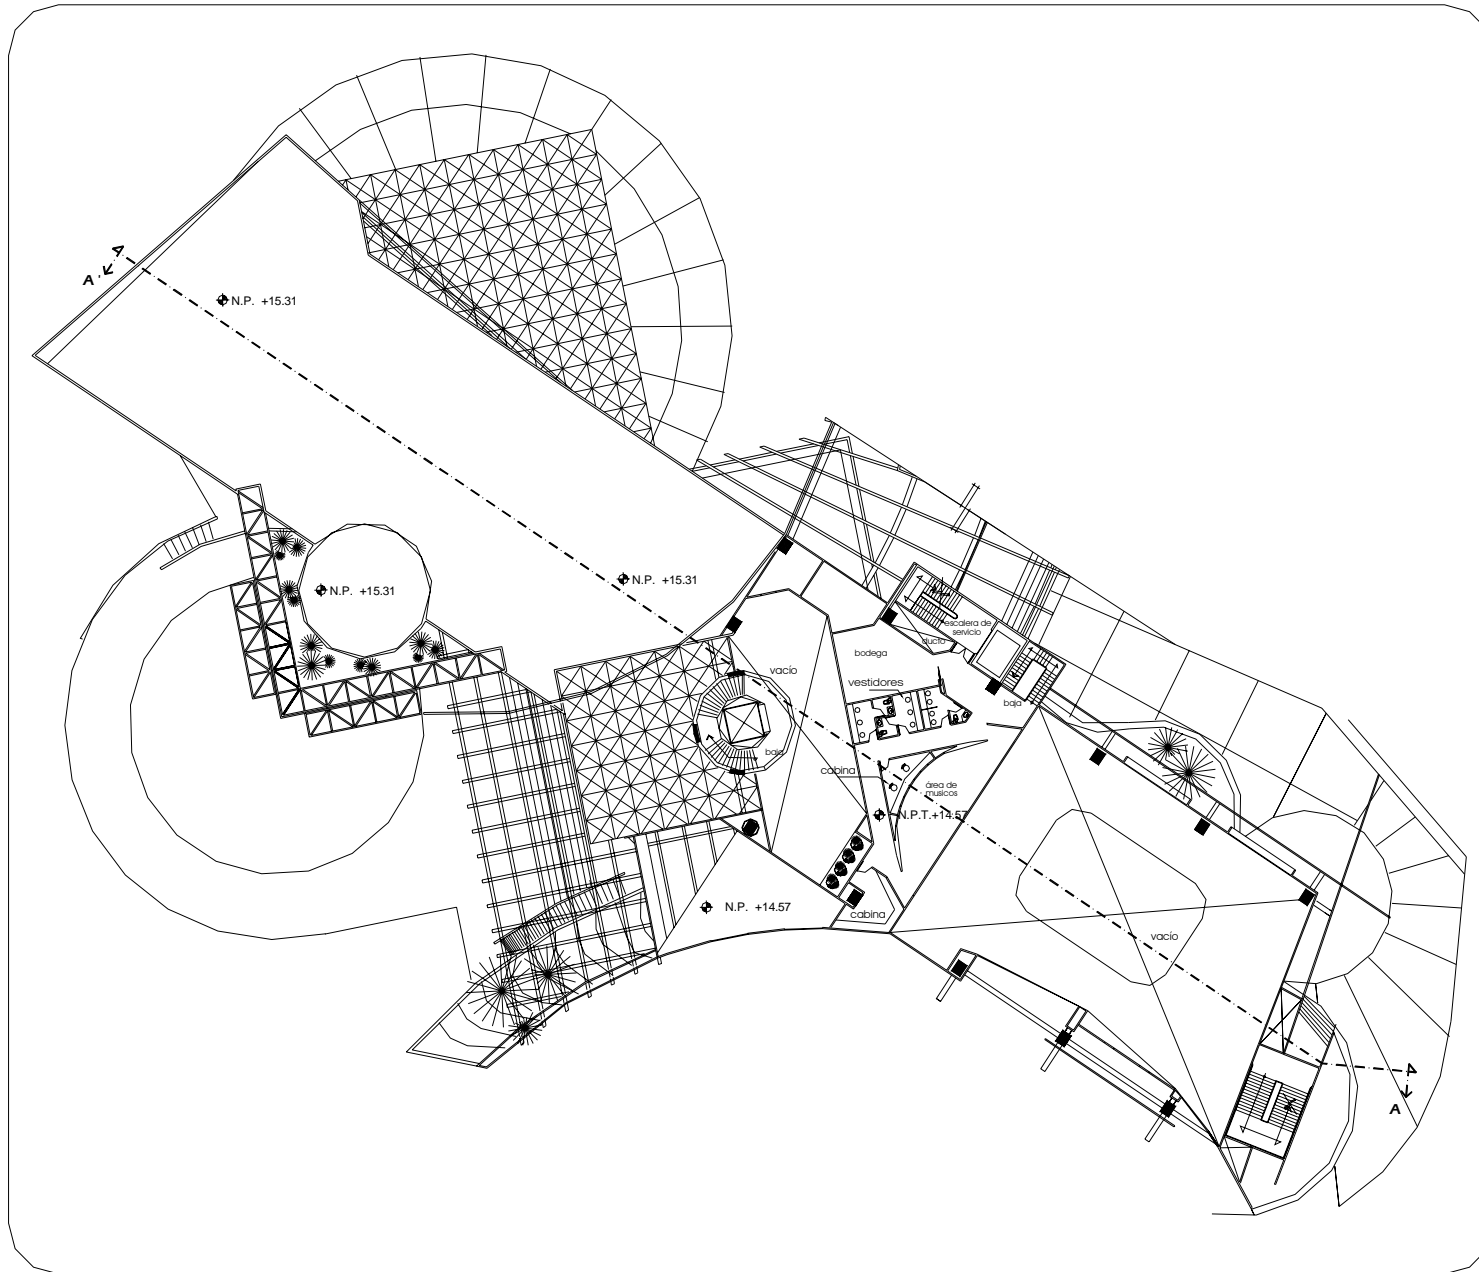 A
A
N.P. +15.31
N.P. +15.31
N.P. +15.31
escalera de
servicio
ducto
bodega
vacío
vestidores
baja
baja
cabina
área de
musicos
N.P.T.+14.57
N.P. +14.57
cabina
vacío
A
A